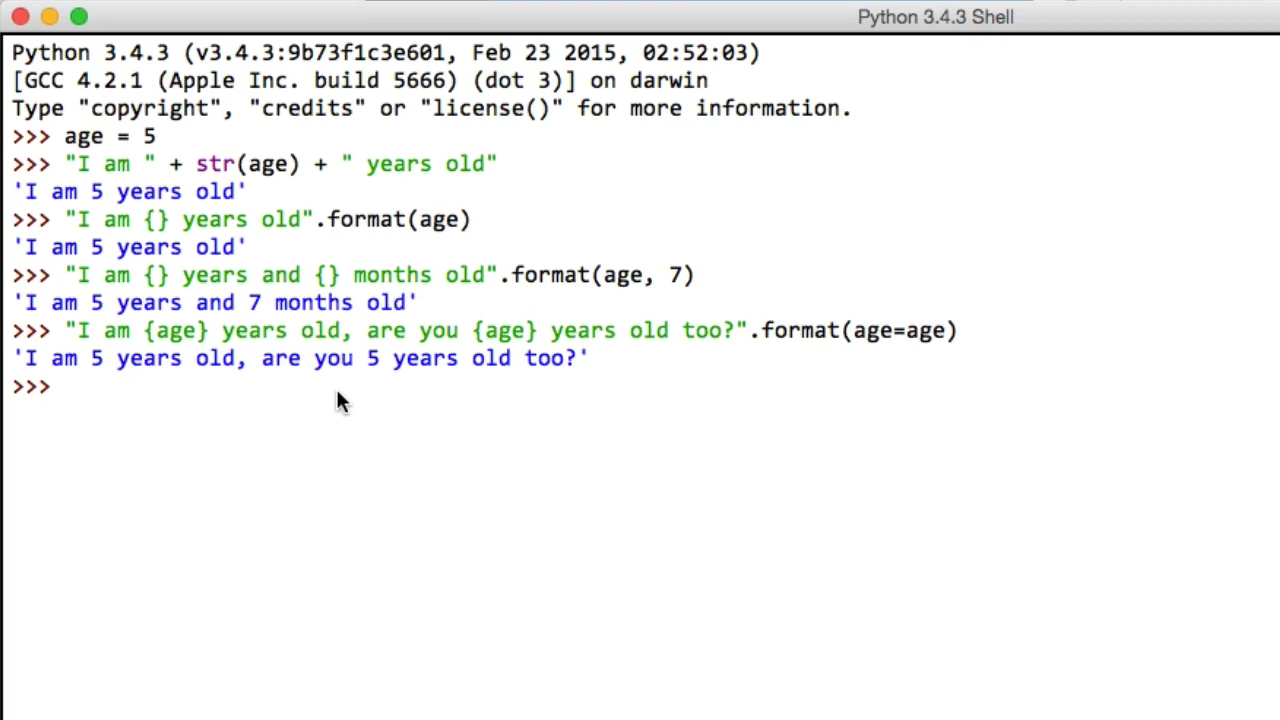 Python 3.4.3 Shell
Python 3.4.3 (v3.4.3:9b73f1c3e601, Feb 23 2015, 02:52:03)
[GCC 4.2.1 (Apple Inc. build 5666) (dot 3)] on darwin
Type "copyright", "credits" or "license()" for more information.
>>> age = 5
>>> "I am " + str(age) + " years old"
'I am 5 years old'
>>> "I am {} years old".format(age)
'I am 5 years old'
>>> "I am {} years and {} months old".format(age, 7)
'I am 5 years and 7 months old'
>>> "I am {age} years old, are you {age} years old too?".format(age=age)
'I am 5 years old, are you 5 years old too?'
>>>